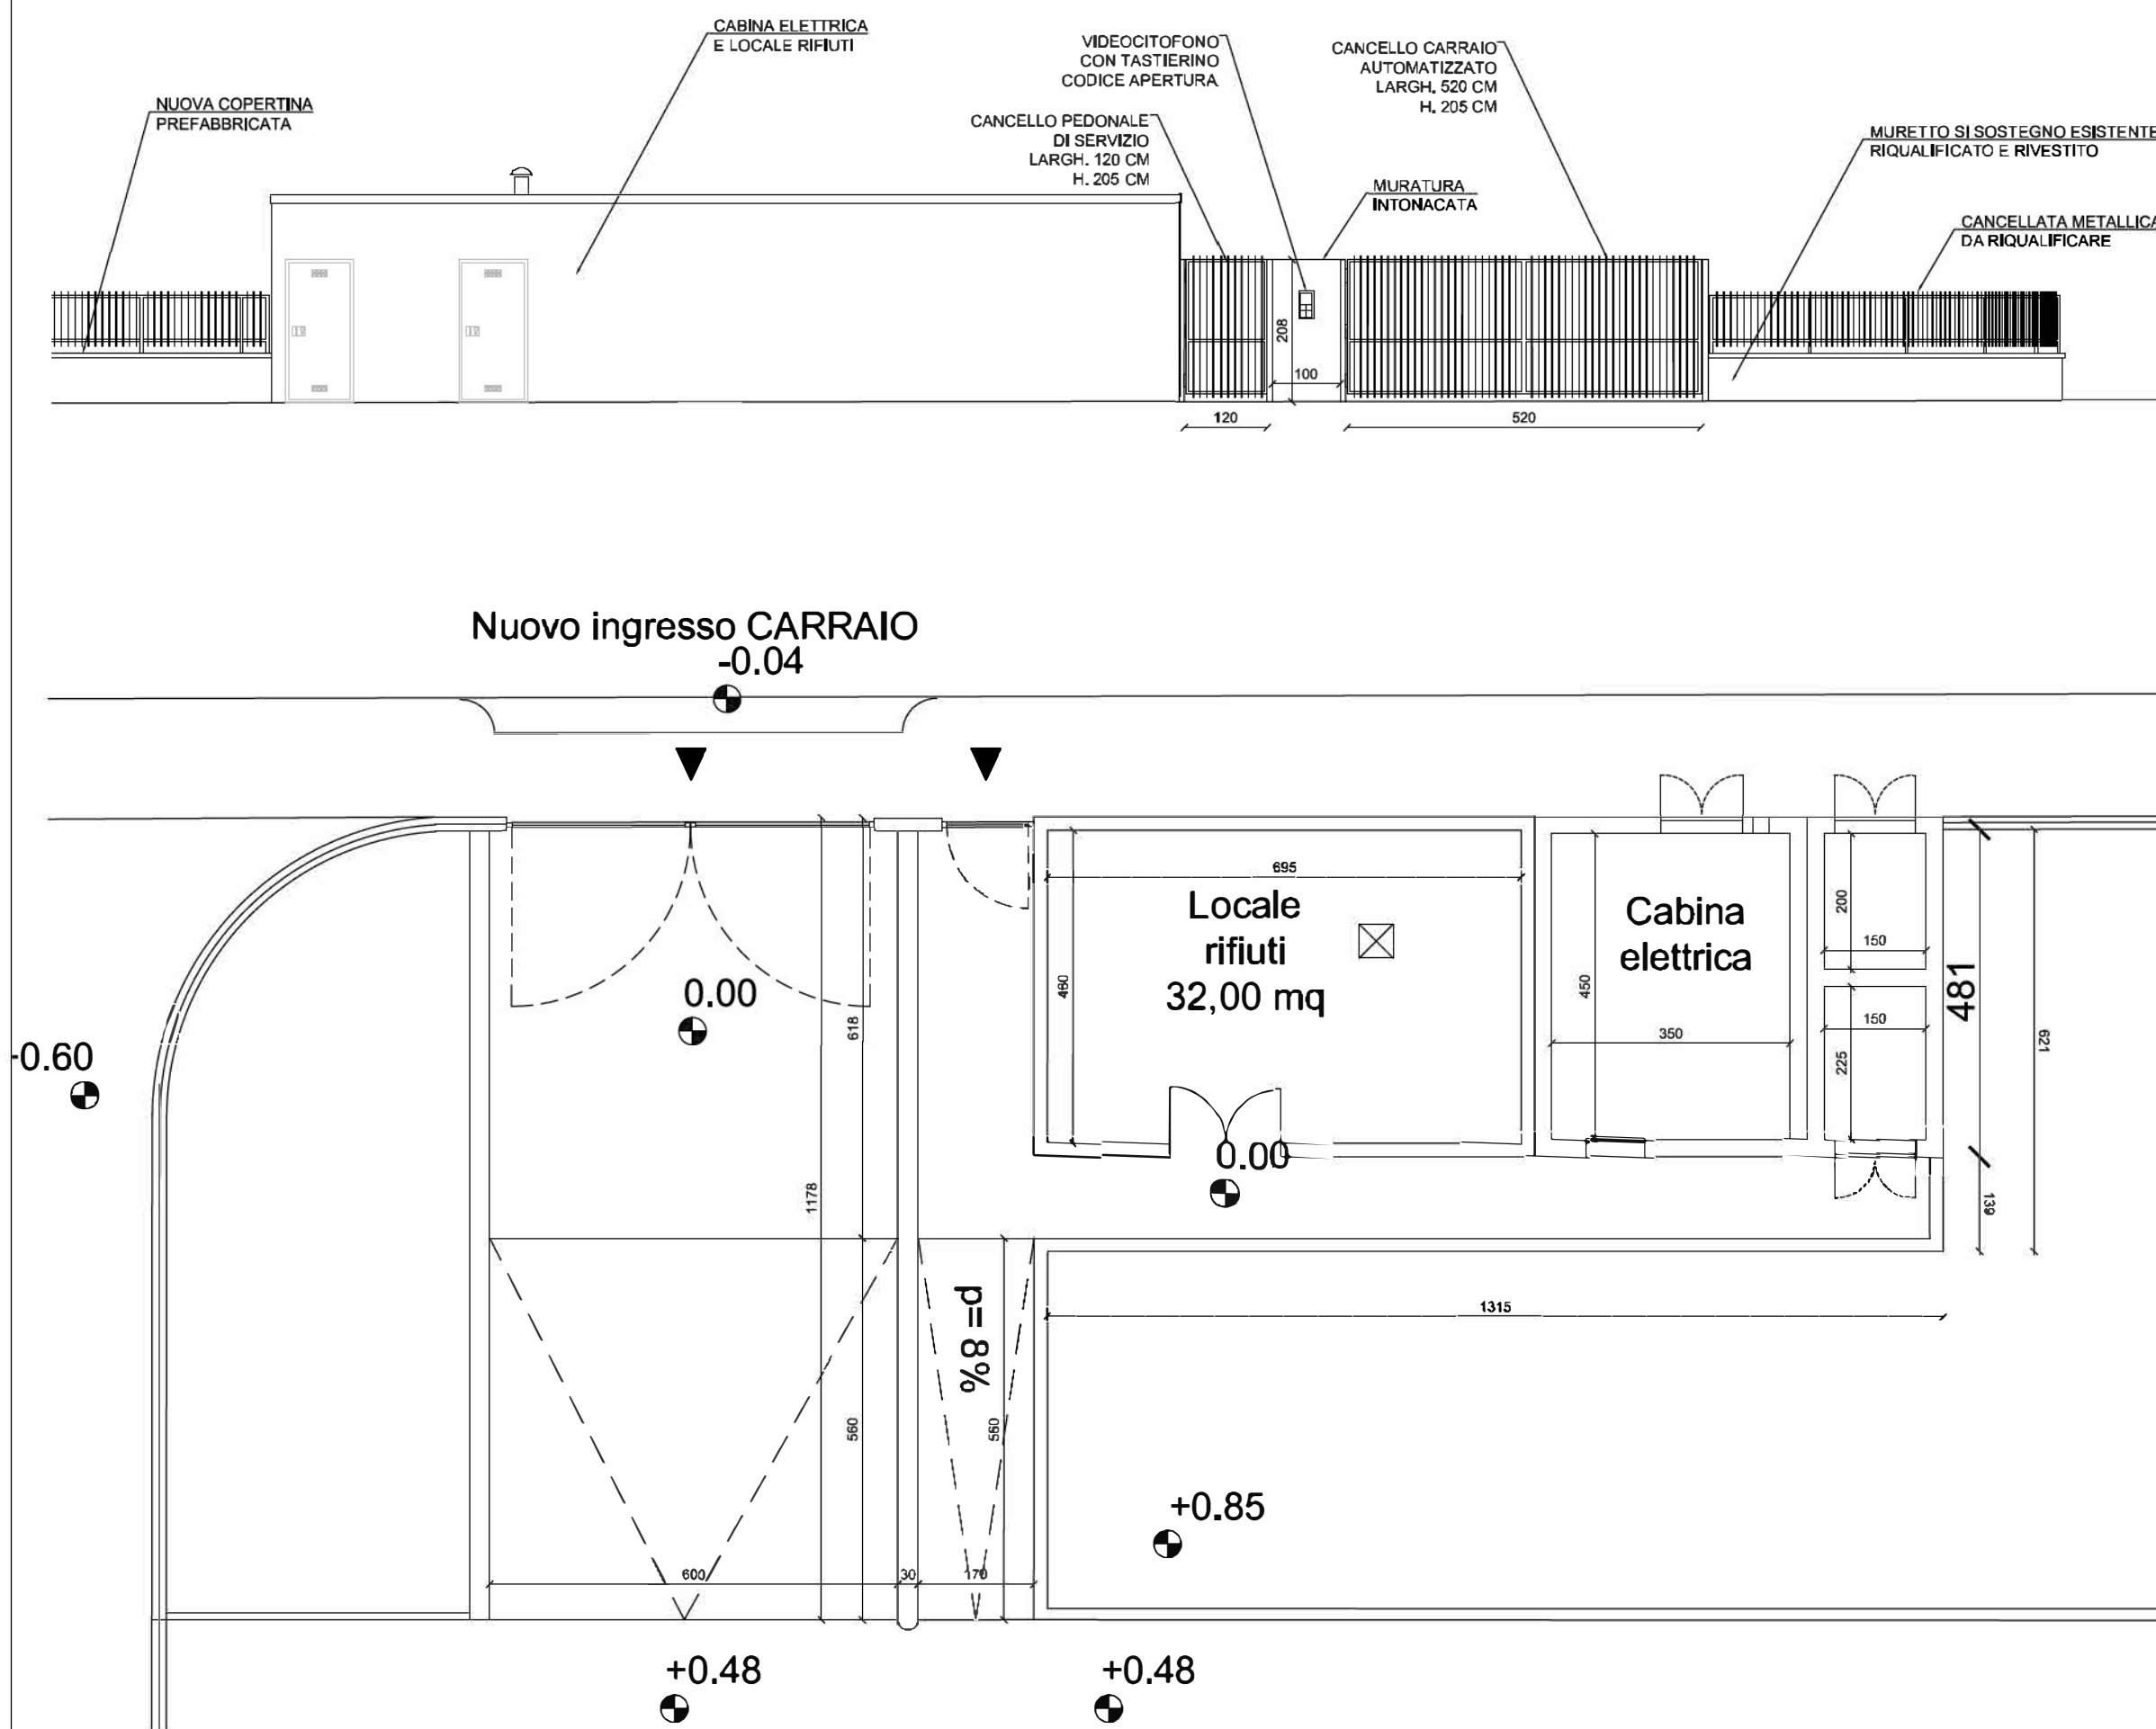 CABINA ELETTRICA
E LOCALE RIFIUTI
VIDEOCITOFONO
CON TASTIERINO
CODICE APERTURA
CANCELLO CARRAIO
AUTOMATIZZATO
LARGH. 520 CM
H. 205 CM
NUOVA COPERTINA
PREFABBRICATA
CANCELLO PEDONALE
DI SERVIZIO
LARGH. 120 CM
H. 205 CM
MURETTO SI SOSTEGNO ESISTENTE
RIQUALIFICATO E RIVESTITO
MURATURA
INTONACATA
CANCELLATA METALLICA
DA RIQUALIFICARE
208
100
120
520
Nuovo ingresso CARRAIO
-0.04
695
Locale
rifiuti
32,00 mq
460
Cabina
elettrica
450
350
200
150
150
225
481
621
139
0.00
618
-0.60
0.00
1178
p= 8%
1315
560
560
+0.85
600
30
170
+0.48
+0.48